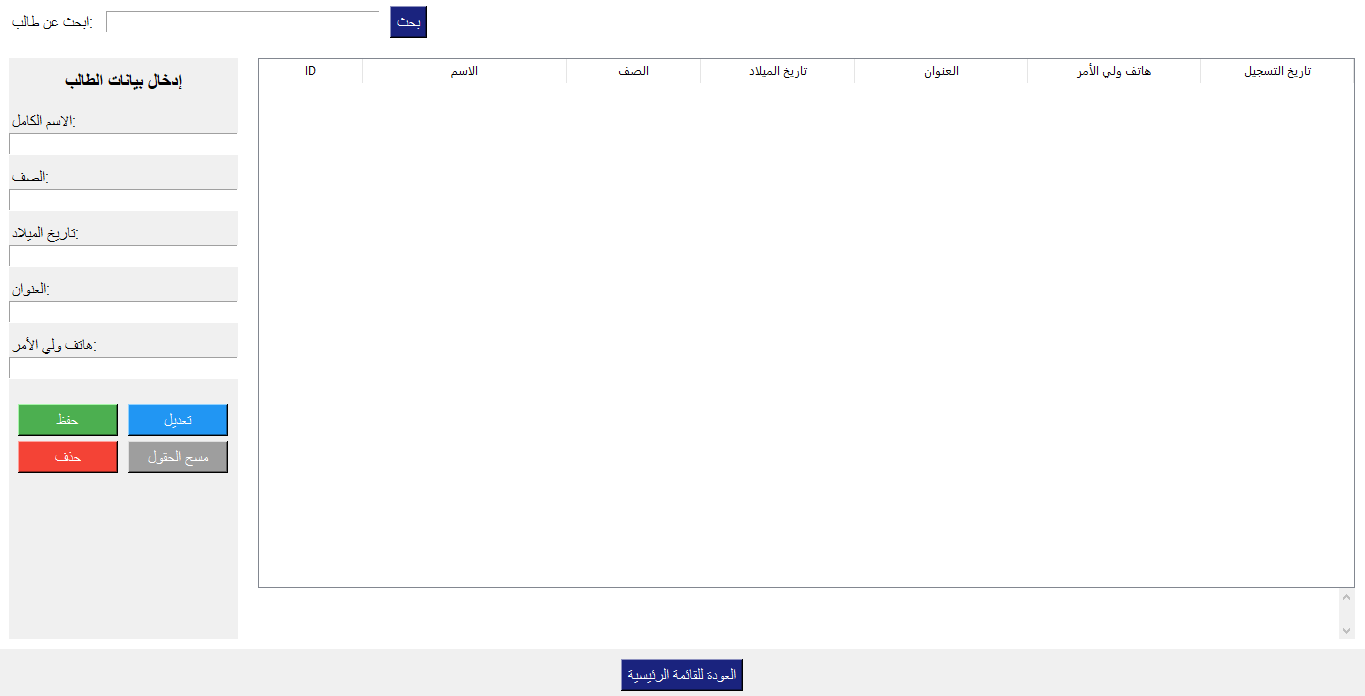 ابحث عن طالب:
بحث
إدخال بيانات الطالب
ID الاسم الصف تاريخ الميلاد العنوان هاتف ولي الأمر تاريخ التسجيل
الاسم الكامل:
الصف:
تاريخ الميلاد:
العنوان:
هاتف ولي الأمر:
حفظ تعديل
حذف مسح الحقول
العودة للقائمة الرئيسية